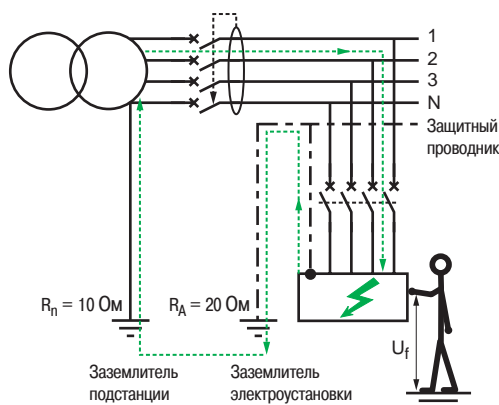 1
2
3
N
Защитный
проводник
Rn = 10 Ом
RA = 20 Ом
Uf
Заземлитель
подстанции
Заземлитель
электроустановки